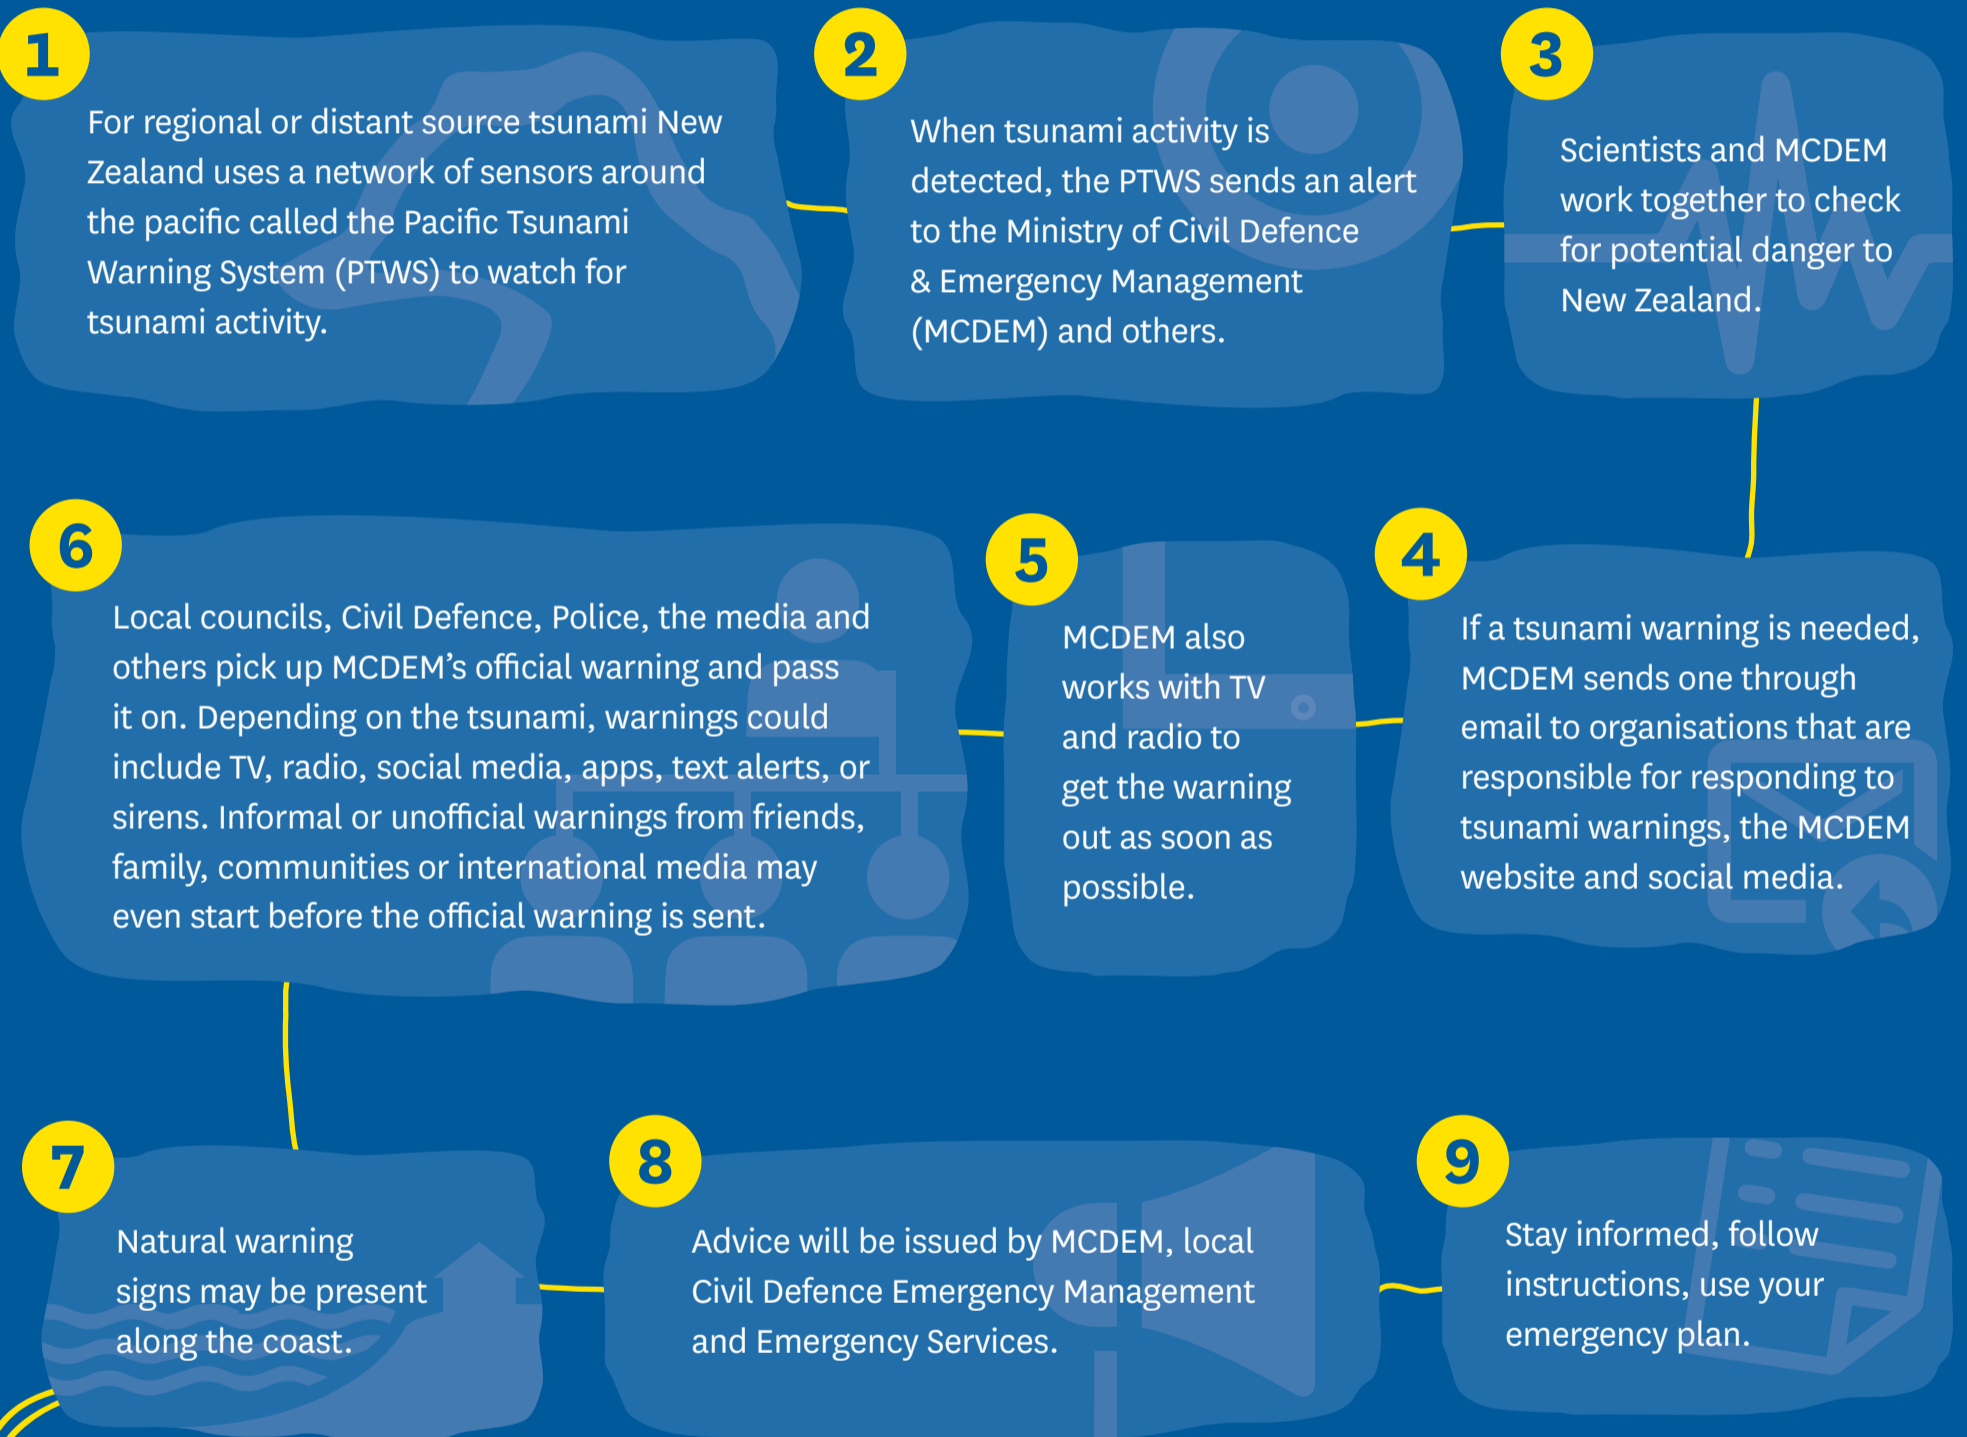 1
For regional or distant source tsunami New
Zealand uses a network of sensors around
the pacific called the Pacific Tsunami
Warning System (PTWS) to watch for
tsunami activity.
2
When tsunami activity is
detected, the PTWS sends an alert
to the Ministry of Civil Defence
& Emergency Management
(MCDEM) and others.
3
Scientists and MCDEM
work together to check
for potential danger to
New Zealand.
4
If a tsunami warning is needed,
MCDEM sends one through
email to organisations that are
responsible for responding to
tsunami warnings, the MCDEM
website and social media.
5
MCDEM also
works with TV
and radio to
get the warning
out as soon as
possible.
6
Local councils, Civil Defence, Police, the media and
others pick up MCDEM’s official warning and pass
it on. Depending on the tsunami, warnings could
include TV, radio, social media, apps, text alerts, or
sirens. Informal or unofficial warnings from friends,
family, communities or international media may
even start before the official warning is sent.
7
Natural warning
signs may be present
along the coast.
8
Advice will be issued by MCDEM, local
Civil Defence Emergency Management
and Emergency Services.
9
Stay informed, follow
instructions, use your
emergency plan.